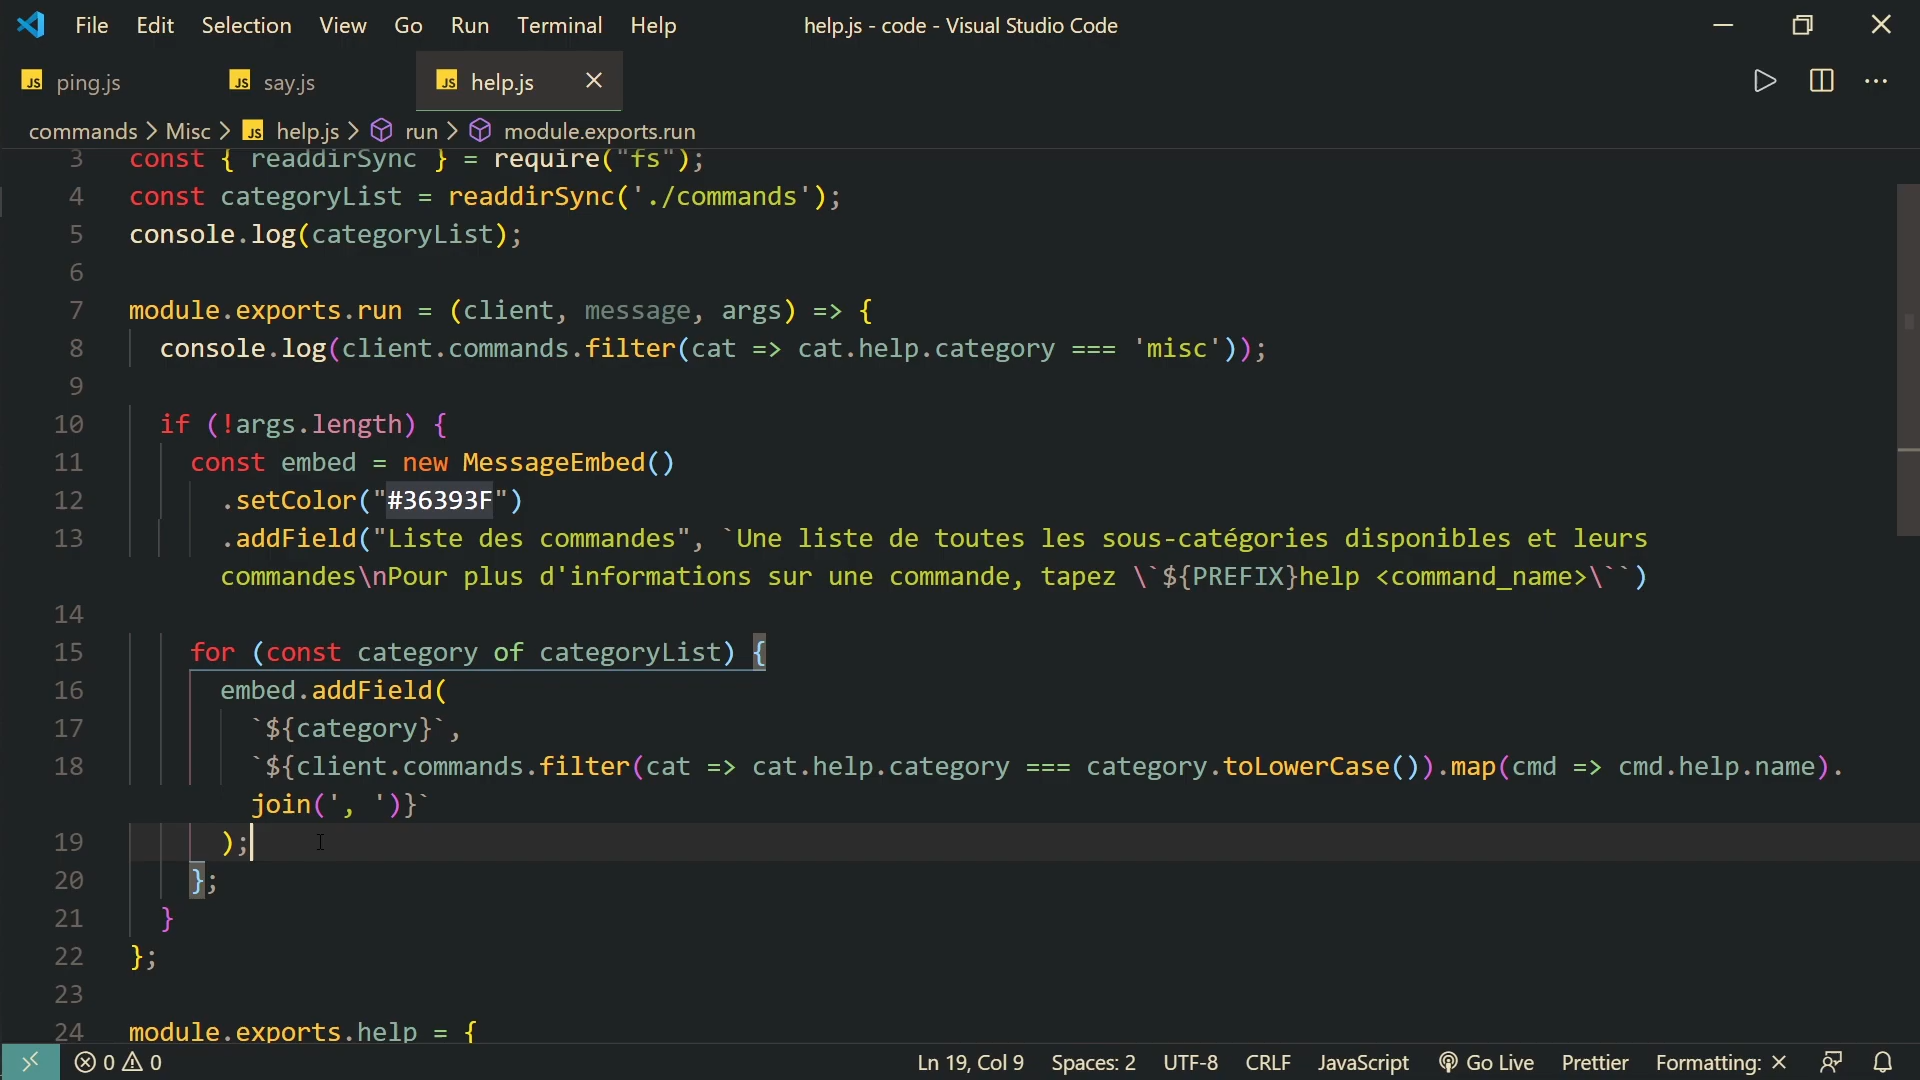 File Edit Selection View Go Run Terminal Help help.js - code - Visual Studio Code
JS ping.js JS say.js JS help.js
commands > Misc > JS help.js > run > module.exports.run
3 const { readdirSync } = require("fs");
4 const categoryList = readdirSync('./commands');
5 console.log(categoryList);
6
7 module.exports.run = (client, message, args) => {
8 console.log(client.commands.filter(cat => cat.help.category === 'misc'));
9
10 if (!args.length) {
11 const embed = new MessageEmbed()
12 .setColor("#36393F")
13 .addField("Liste des commandes", `Une liste de toutes les sous-catégories disponibles et leurs
commandes\nPour plus d'informations sur une commande, tapez \`${PREFIX}help <command_name>\``)
14
15 for (const category of categoryList) {
16 embed.addField(
17 `${category}`,
18 `${client.commands.filter(cat => cat.help.category === category.toLowerCase()).map(cmd => cmd.help.name).
join(', ')}`
19 );
20 };
21 }
22 };
23
24 module.exports.help = {
0 0 Ln 19, Col 9 Spaces: 2 UTF-8 CRLF JavaScript Go Live Prettier Formatting: ×